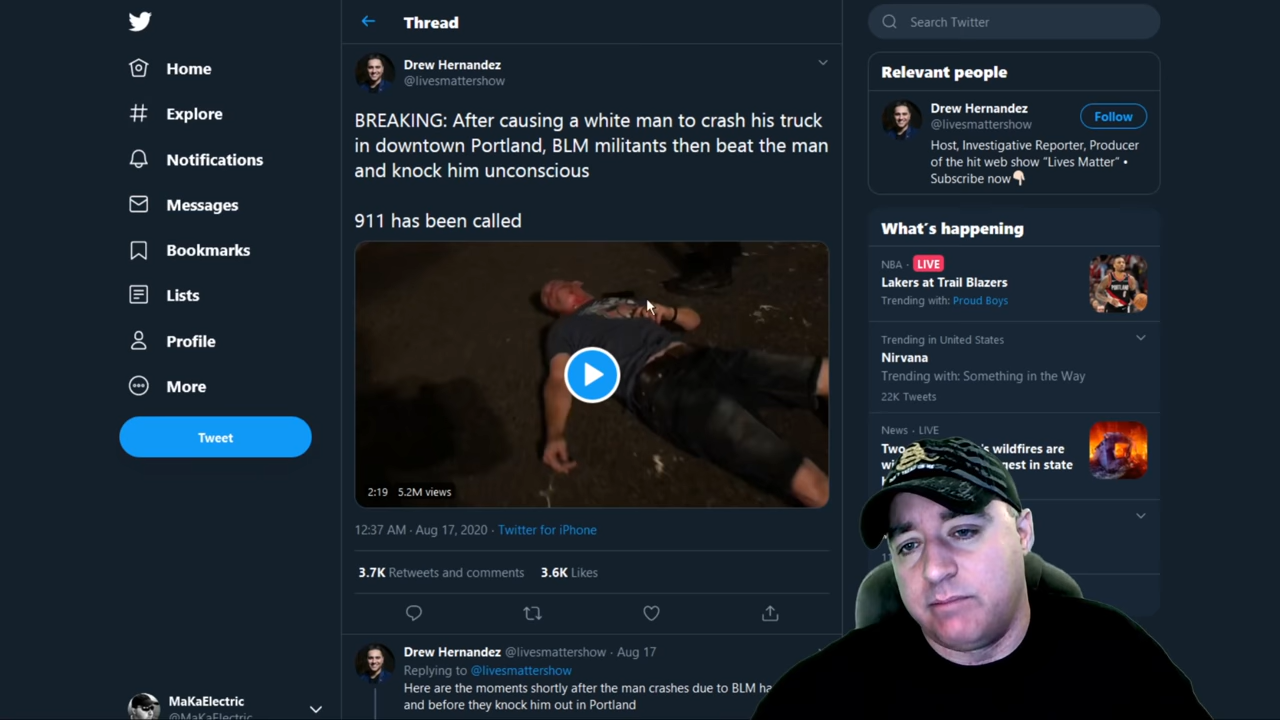 Home
Explore
Notifications
Messages
Bookmarks
Lists
Profile
More
Tweet
MaKaElectric
@MaKaElectric
Thread
Drew Hernandez
@livesmattershow
BREAKING: After causing a white man to crash his truck
in downtown Portland, BLM militants then beat the man
and knock him unconscious
911 has been called
2:19 5.2M views
12:37 AM · Aug 17, 2020 · Twitter for iPhone
3.7K Retweets and comments 3.6K Likes
Drew Hernandez @livesmattershow · Aug 17
Replying to @livesmattershow
Here are the moments shortly after the man crashes due to BLM
and before they knock him out in Portland
Search Twitter
Relevant people
Drew Hernandez
@livesmattershow
Follow
Host, Investigative Reporter, Producer
of the hit web show “Lives Matter” •
Subscribe now
What's happening
NBA · LIVE
Lakers at Trail Blazers
Trending with: Proud Boys
Trending in United States
Nirvana
Trending with: Something in the Way
22K Tweets
News · LIVE
wildfires are
in state